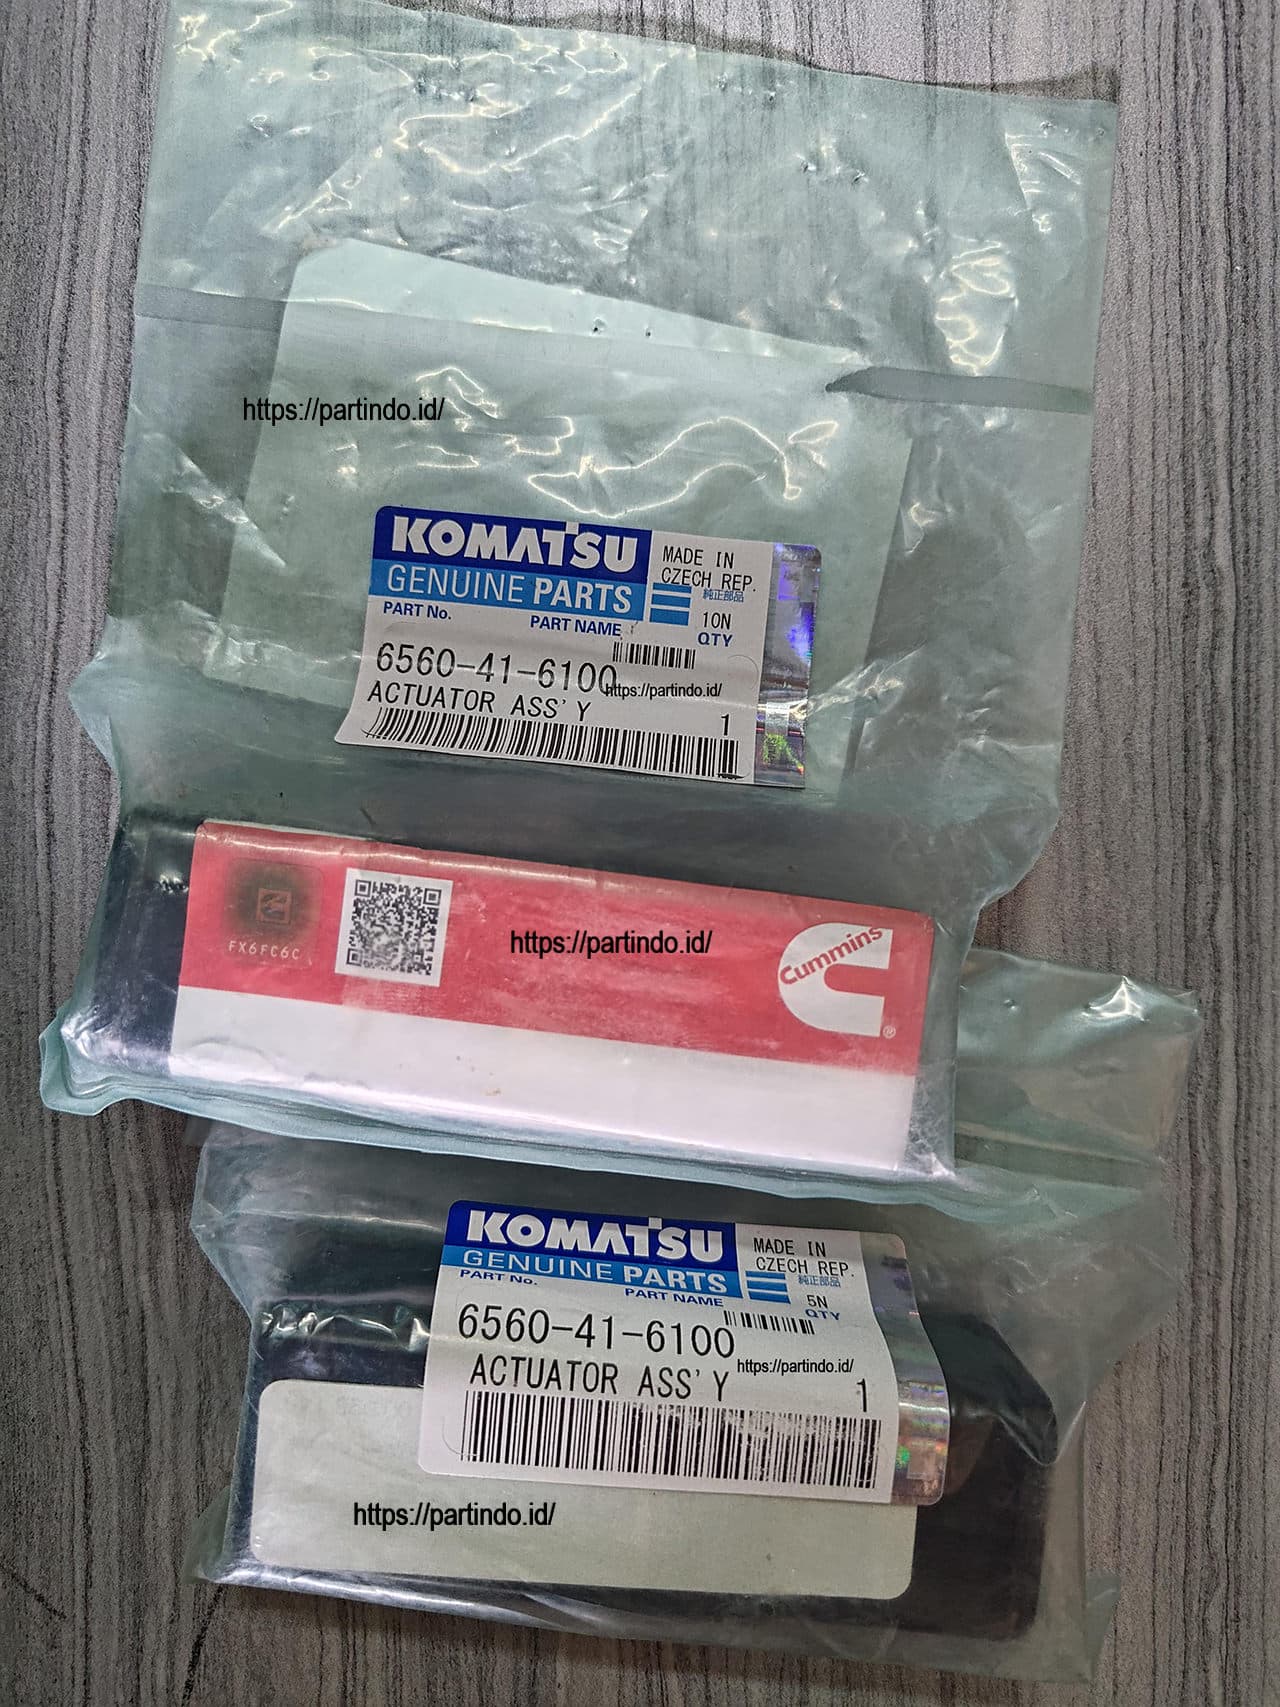 https://partindo.id/
KOMATSU
GENUINE PARTS
MADE IN
CZECH REP.
純正部品
PART No.
PART NAME
10N
QTY
6560-41-6100
https://partindo.id/
ACTUATOR ASS'Y
1
FX6FC6C
https://partindo.id/
Cummins
®
KOMATSU
GENUINE PARTS
MADE IN
CZECH REP.
純正部品
PART No.
PART NAME
5N
QTY
6560-41-6100
https://partindo.id/
ACTUATOR ASS'Y
1
https://partindo.id/